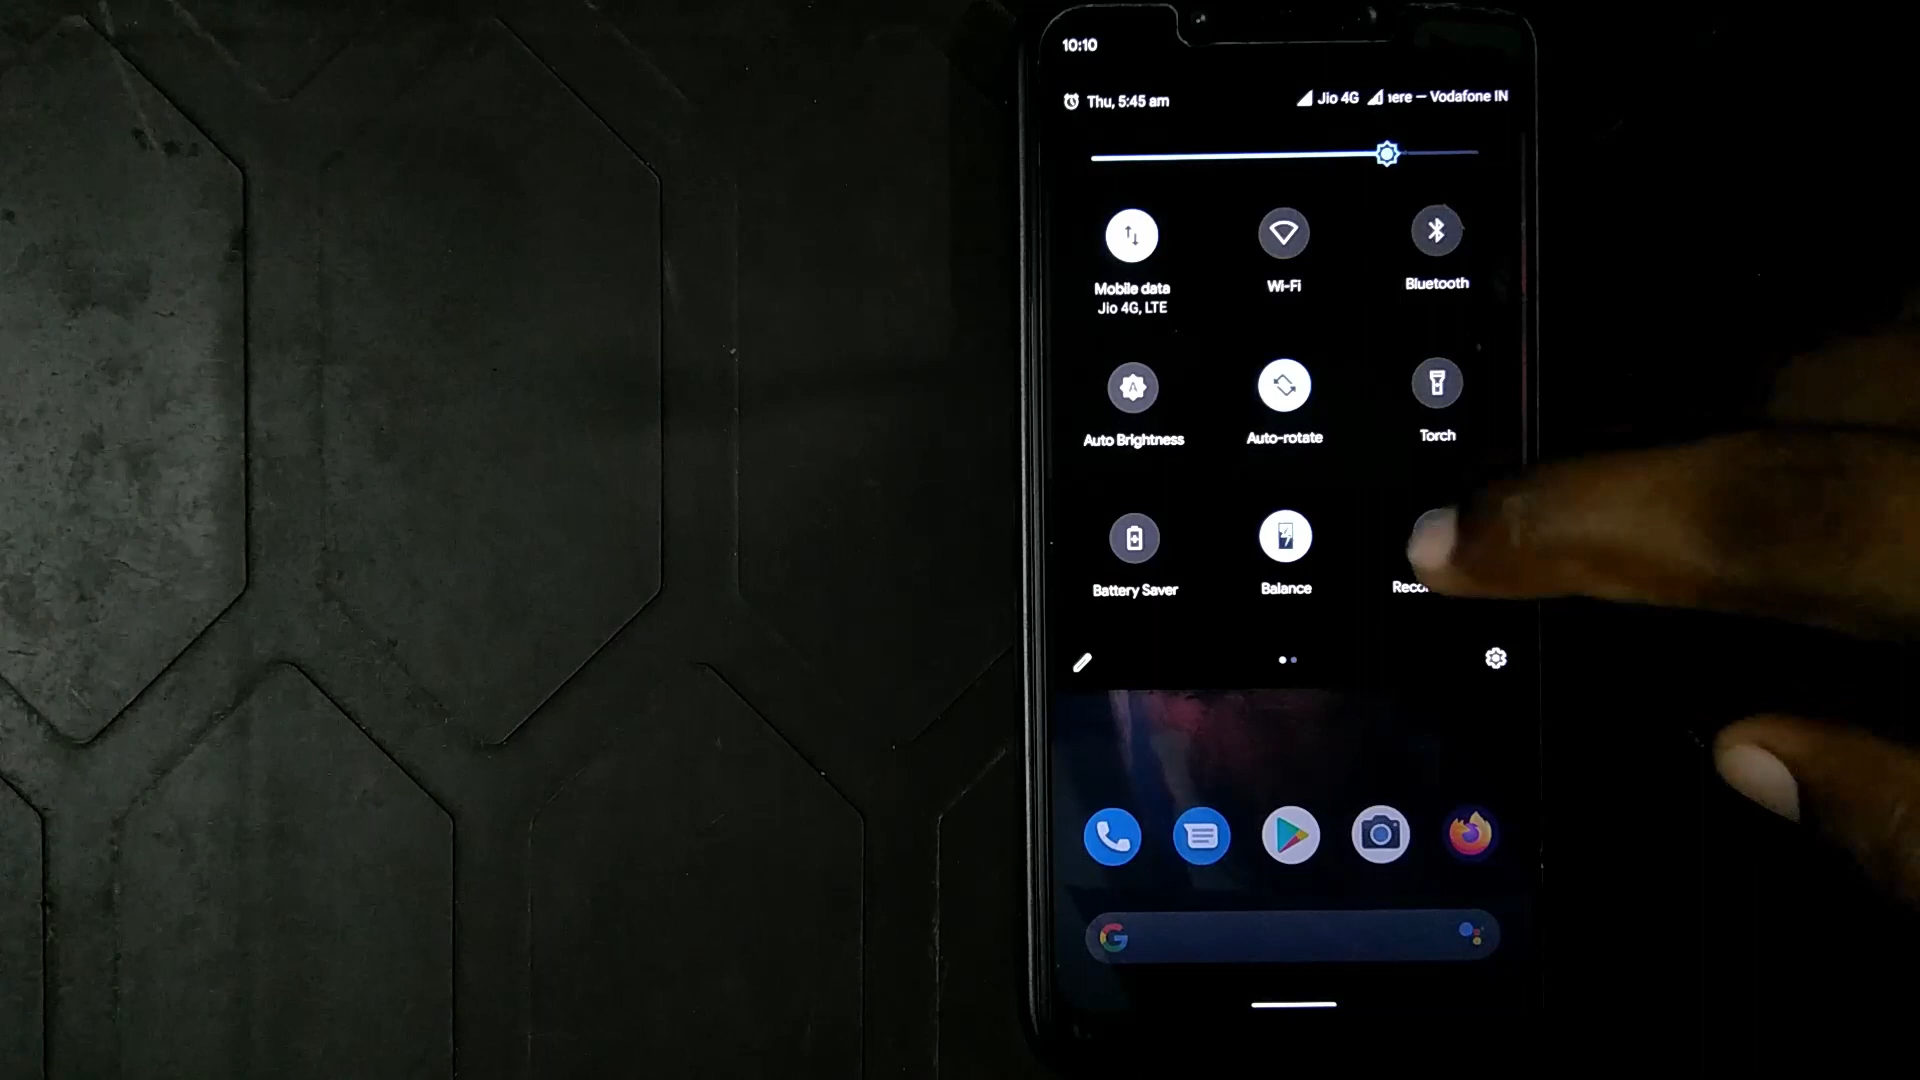 10:10
Thu, 5:45 am
Jio 4G
Vodafone IN
Mobile data
Jio 4G, LTE
Wi-Fi
Bluetooth
Auto Brightness
Auto-rotate
Torch
Battery Saver
Balance